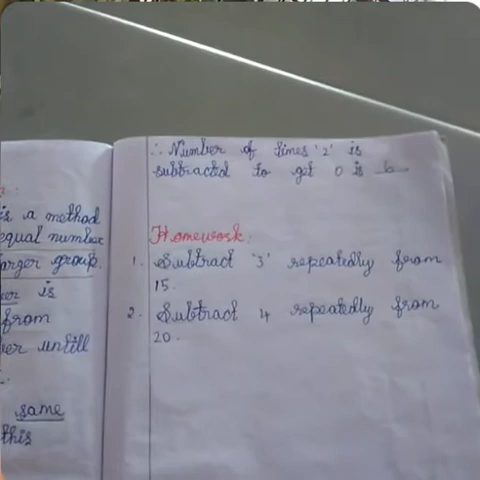 is a method
equal number
larger group.
is
from
untill
same
this
∴ Number of times '2' is
subtracted to get 0 is 6
Homework:
1. Subtract '3' repeatedly from
15.
2. Subtract 4 repeatedly from
20.